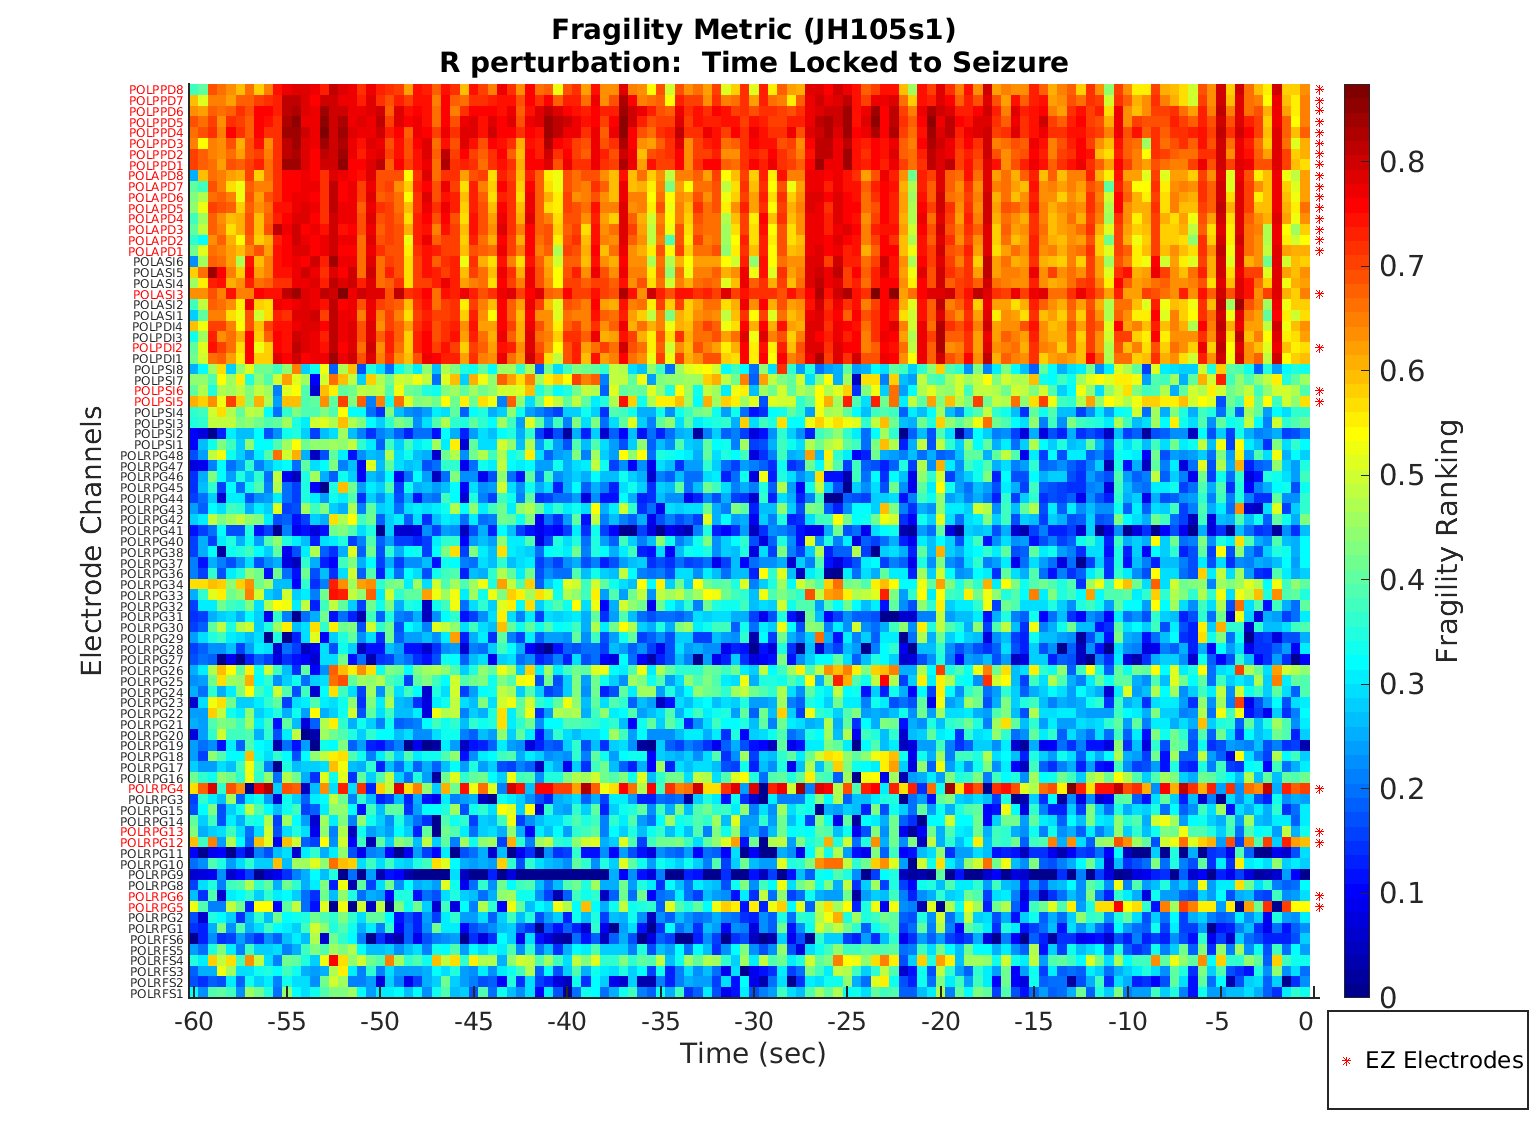 Fragility Metric (JH105s1)
R perturbation:  Time Locked to Seizure
Electrode Channels
POLPPD8
POLPPD7
POLPPD6
POLPPD5
POLPPD4
POLPPD3
POLPPD2
POLPPD1
POLAPD8
POLAPD7
POLAPD6
POLAPD5
POLAPD4
POLAPD3
POLAPD2
POLAPD1
POLASI6
POLASI5
POLASI4
POLASI3
POLASI2
POLASI1
POLPDI4
POLPDI3
POLPDI2
POLPDI1
POLPSI8
POLPSI7
POLPSI6
POLPSI5
POLPSI4
POLPSI3
POLPSI2
POLPSI1
POLRPG48
POLRPG47
POLRPG46
POLRPG45
POLRPG44
POLRPG43
POLRPG42
POLRPG41
POLRPG40
POLRPG38
POLRPG37
POLRPG36
POLRPG34
POLRPG33
POLRPG32
POLRPG31
POLRPG30
POLRPG29
POLRPG28
POLRPG27
POLRPG26
POLRPG25
POLRPG24
POLRPG23
POLRPG22
POLRPG21
POLRPG20
POLRPG19
POLRPG18
POLRPG17
POLRPG16
POLRPG4
POLRPG3
POLRPG15
POLRPG14
POLRPG13
POLRPG12
POLRPG11
POLRPG10
POLRPG9
POLRPG8
POLRPG6
POLRPG5
POLRPG2
POLRPG1
POLRFS6
POLRFS5
POLRFS4
POLRFS3
POLRFS2
POLRFS1
-60 -55 -50 -45 -40 -35 -30 -25 -20 -15 -10 -5 0
Time (sec)
0.8
0.7
0.6
0.5
0.4
0.3
0.2
0.1
0
Fragility Ranking
EZ Electrodes